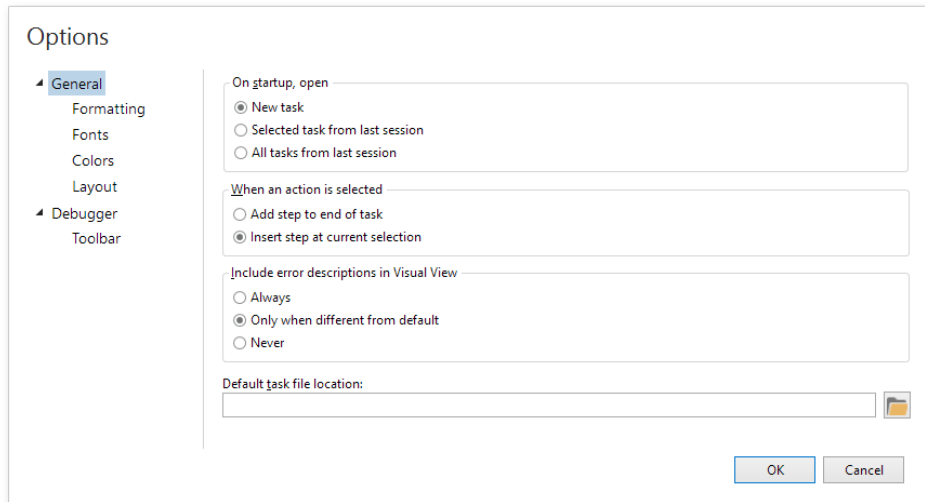 Options
General
Formatting
Fonts
Colors
Layout
Debugger
Toolbar
On startup, open
New task
Selected task from last session
All tasks from last session
When an action is selected
Add step to end of task
Insert step at current selection
Include error descriptions in Visual View
Always
Only when different from default
Never
Default task file location:
OK
Cancel